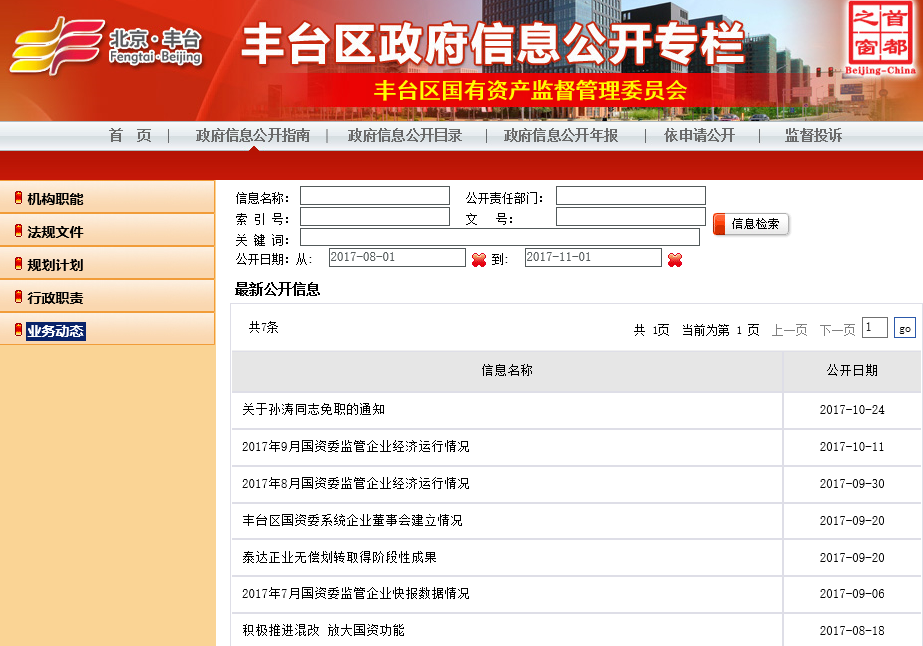 北京·丰台
Fengtai·Beijing
丰台区政府信息公开专栏
丰台区国有资产监督管理委员会
首都之窗
Beijing-China
首 页 | 政府信息公开指南 | 政府信息公开目录 | 政府信息公开年报 | 依申请公开 | 监督投诉
机构职能
法规文件
规划计划
行政职责
业务动态
信息名称: 公开责任部门:
索 引 号: 文 号:
信息检索
关 键 词:
公开日期: 从: 2017-08-01 到: 2017-11-01
最新公开信息
共7条 共 1页 当前为第 1 页 上一页 下一页 1 go
信息名称 公开日期
关于孙涛同志免职的通知 2017-10-24
2017年9月国资委监管企业经济运行情况 2017-10-11
2017年8月国资委监管企业经济运行情况 2017-09-30
丰台区国资委系统企业董事会建立情况 2017-09-20
泰达正业无偿划转取得阶段性成果 2017-09-20
2017年7月国资委监管企业快报数据情况 2017-09-06
积极推进混改 放大国资功能 2017-08-18